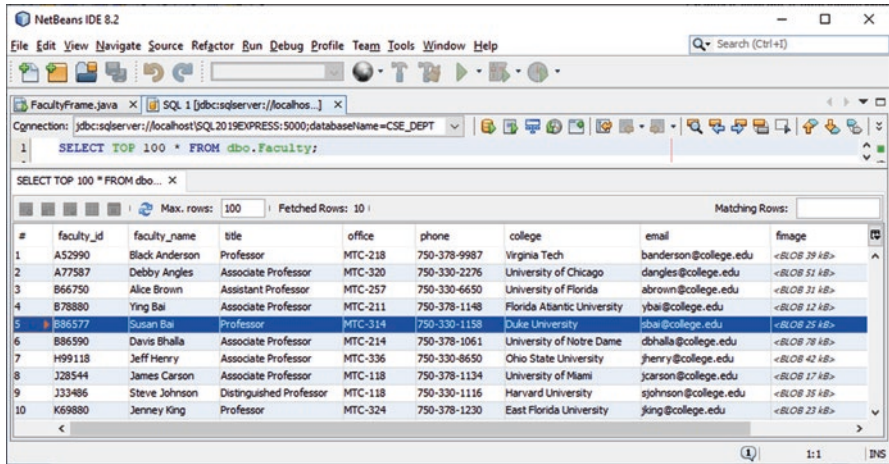 NetBeans IDE 8.2
File Edit View Navigate Source Refactor Run Debug Profile Team Tools Window Help
Search (Ctrl+I)
FacultyFrame.java
SQL 1 [jdbc:sqlserver://localhos...]
Connection: jdbc:sqlserver://localhost\SQL2019EXPRESS:5000;databaseName=CSE_DEPT
1 SELECT TOP 100 * FROM dbo.Faculty;
SELECT TOP 100 * FROM dbo...
Max. rows: 100 Fetched Rows: 10 Matching Rows:
# faculty_id faculty_name title office phone college email fimage
1 A52990 Black Anderson Professor MTC-218 750-378-9987 Virginia Tech banderson@college.edu <BLOB 39 kB>
2 A77587 Debby Angles Associate Professor MTC-320 750-330-2276 University of Chicago dangles@college.edu <BLOB 51 kB>
3 B66750 Alice Brown Assistant Professor MTC-257 750-330-6650 University of Florida abrown@college.edu <BLOB 31 kB>
4 B78880 Ying Bai Associate Professor MTC-211 750-378-1148 Florida Atiantic University ybai@college.edu <BLOB 12 kB>
5 B86577 Susan Bai Professor MTC-314 750-330-1158 Duke University sbai@college.edu <BLOB 25 kB>
6 B86590 Davis Bhalla Associate Professor MTC-214 750-378-1061 University of Notre Dame dbhalla@college.edu <BLOB 78 kB>
7 H99118 Jeff Henry Associate Professor MTC-336 750-330-8650 Ohio State University jhenry@college.edu <BLOB 42 kB>
8 J28544 James Carson Associate Professor MTC-118 750-378-1134 University of Miami jcarson@college.edu <BLOB 17 kB>
9 J33486 Steve Johnson Distinguished Professor MTC-118 750-330-1116 Harvard University sjohnson@college.edu <BLOB 35 kB>
10 K69880 Jenney King Professor MTC-324 750-378-1230 East Florida University jking@college.edu <BLOB 23 kB>
1 1:1 INS